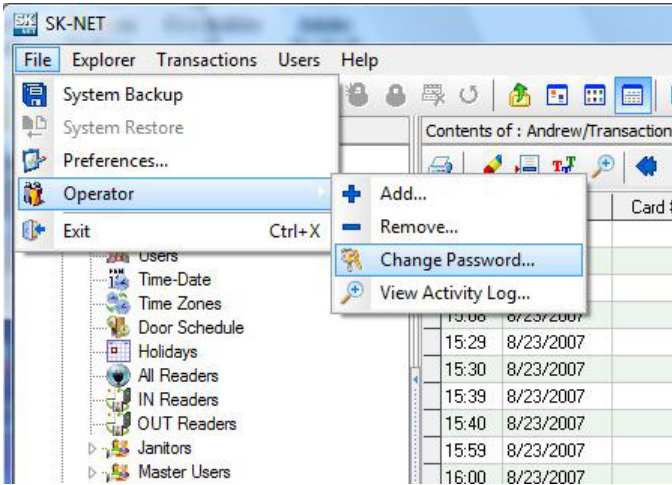 SK-NET
File Explorer Transactions Users Help
System Backup
System Restore
Preferences...
Operator
Exit Ctrl+X
Contents of : Andrew/Transaction
Add...
Remove...
Change Password...
View Activity Log...
Card
Users
Time-Date
Time Zones
Door Schedule
Holidays
All Readers
IN Readers
OUT Readers
Janitors
Master Users
15:08 8/23/2007
15:29 8/23/2007
15:30 8/23/2007
15:39 8/23/2007
15:40 8/23/2007
15:59 8/23/2007
16:00 8/23/2007